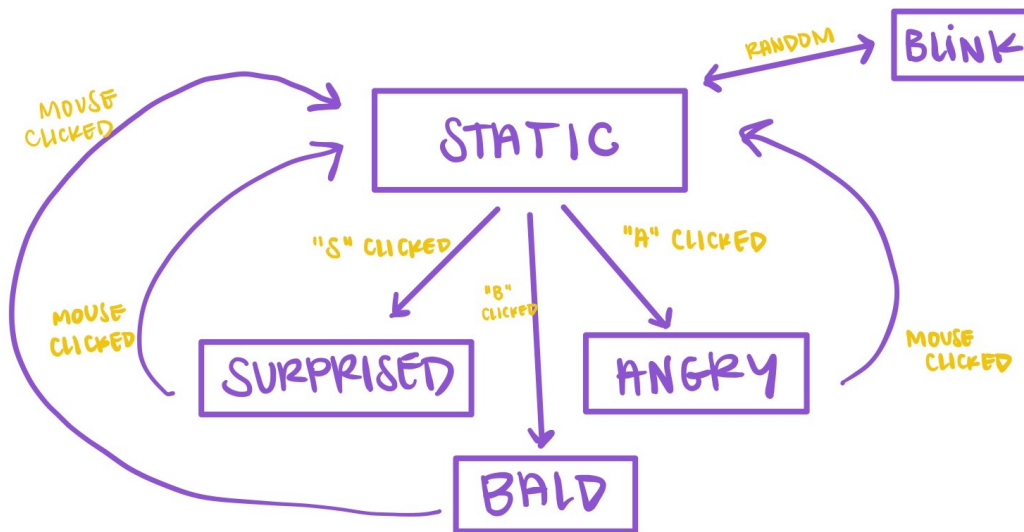 RANDOM
BLINK
MOUSE
CLICKED
STATIC
"S" CLICKED
"A" CLICKED
"B"
CLICKED
MOUSE
CLICKED
MOUSE
CLICKED
SURPRISED
ANGRY
BALD